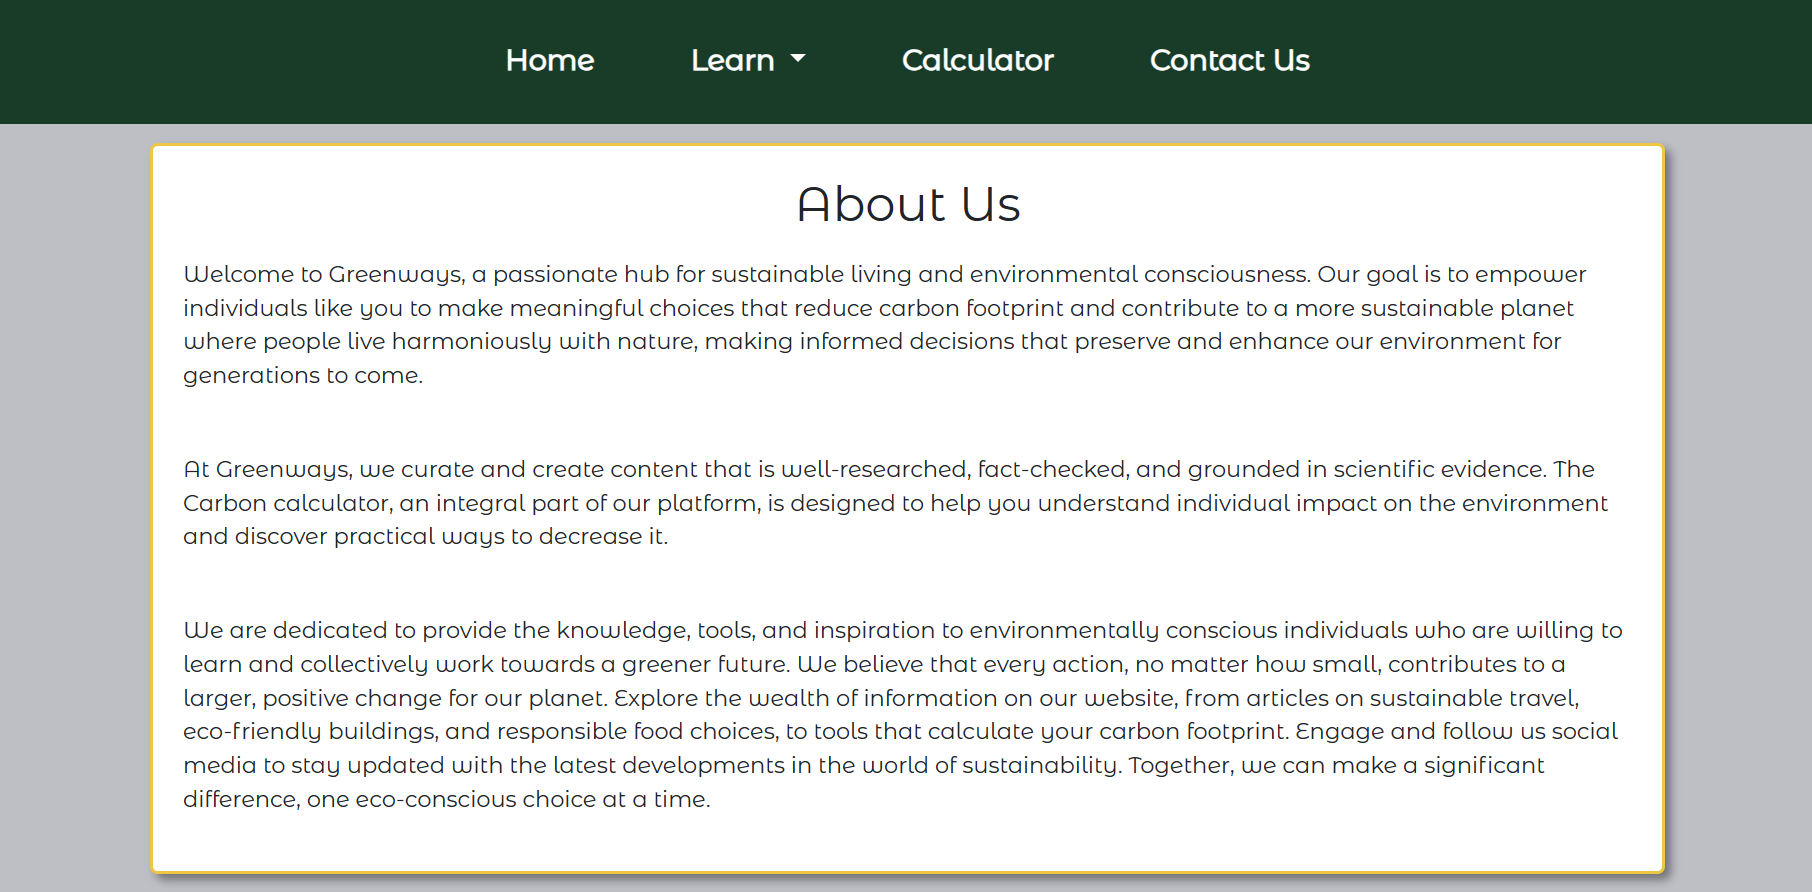 Home Learn Calculator Contact Us
About Us
Welcome to Greenways, a passionate hub for sustainable living and environmental consciousness. Our goal is to empower
individuals like you to make meaningful choices that reduce carbon footprint and contribute to a more sustainable planet
where people live harmoniously with nature, making informed decisions that preserve and enhance our environment for
generations to come.
At Greenways, we curate and create content that is well-researched, fact-checked, and grounded in scientific evidence. The
Carbon calculator, an integral part of our platform, is designed to help you understand individual impact on the environment
and discover practical ways to decrease it.
We are dedicated to provide the knowledge, tools, and inspiration to environmentally conscious individuals who are willing to
learn and collectively work towards a greener future. We believe that every action, no matter how small, contributes to a
larger, positive change for our planet. Explore the wealth of information on our website, from articles on sustainable travel,
eco-friendly buildings, and responsible food choices, to tools that calculate your carbon footprint. Engage and follow us social
media to stay updated with the latest developments in the world of sustainability. Together, we can make a significant
difference, one eco-conscious choice at a time.